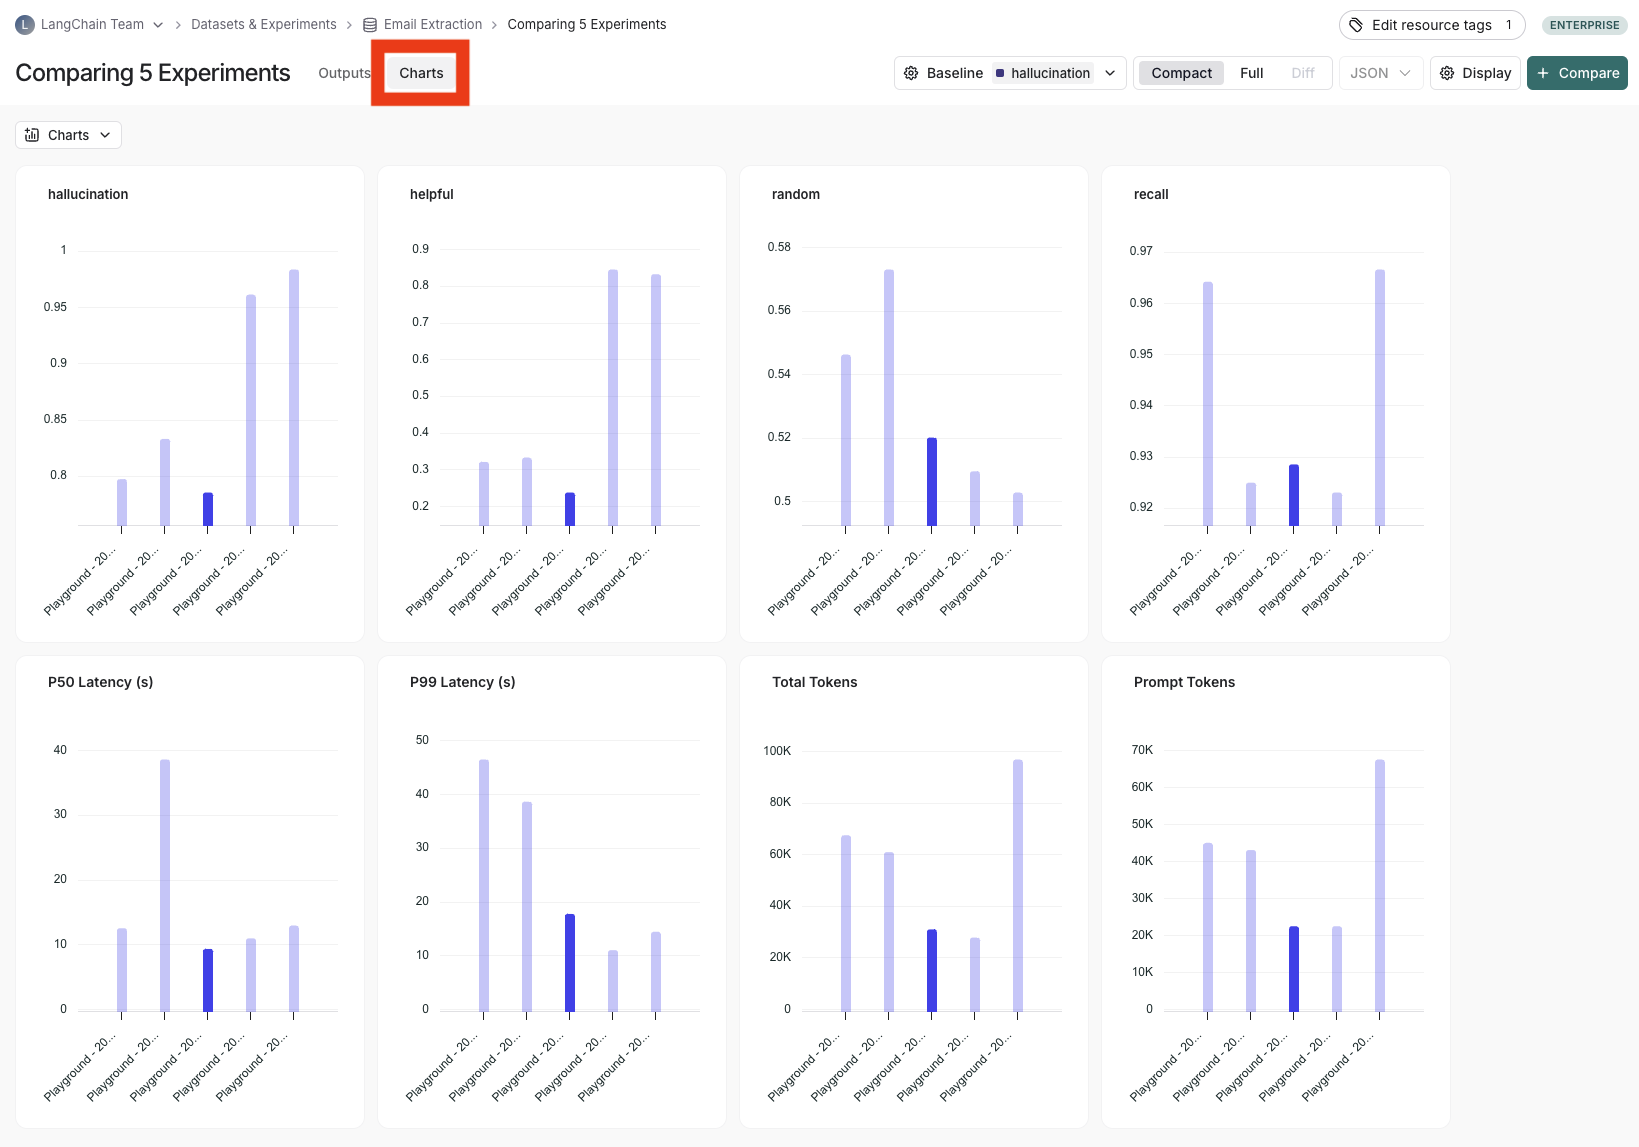 L LangChain Team > Datasets & Experiments > Email Extraction > Comparing 5 Experiments
Edit resource tags 1
ENTERPRISE
Comparing 5 Experiments
Outputs
Charts
Baseline
hallucination
Compact
Full
Diff
JSON
Display
+ Compare
Charts
hallucination
1
0.95
0.9
0.85
0.8
Playground - 20...
Playground - 20...
Playground - 20...
Playground - 20...
Playground - 20...
helpful
0.9
0.8
0.7
0.6
0.5
0.4
0.3
0.2
Playground - 20...
Playground - 20...
Playground - 20...
Playground - 20...
Playground - 20...
random
0.58
0.56
0.54
0.52
0.5
Playground - 20...
Playground - 20...
Playground - 20...
Playground - 20...
Playground - 20...
recall
0.97
0.96
0.95
0.94
0.93
0.92
Playground - 20...
Playground - 20...
Playground - 20...
Playground - 20...
Playground - 20...
P50 Latency (s)
40
30
20
10
0
Playground - 20...
Playground - 20...
Playground - 20...
Playground - 20...
Playground - 20...
P99 Latency (s)
50
40
30
20
10
0
Playground - 20...
Playground - 20...
Playground - 20...
Playground - 20...
Playground - 20...
Total Tokens
100K
80K
60K
40K
20K
0
Playground - 20...
Playground - 20...
Playground - 20...
Playground - 20...
Playground - 20...
Prompt Tokens
70K
60K
50K
40K
30K
20K
10K
0
Playground - 20...
Playground - 20...
Playground - 20...
Playground - 20...
Playground - 20...